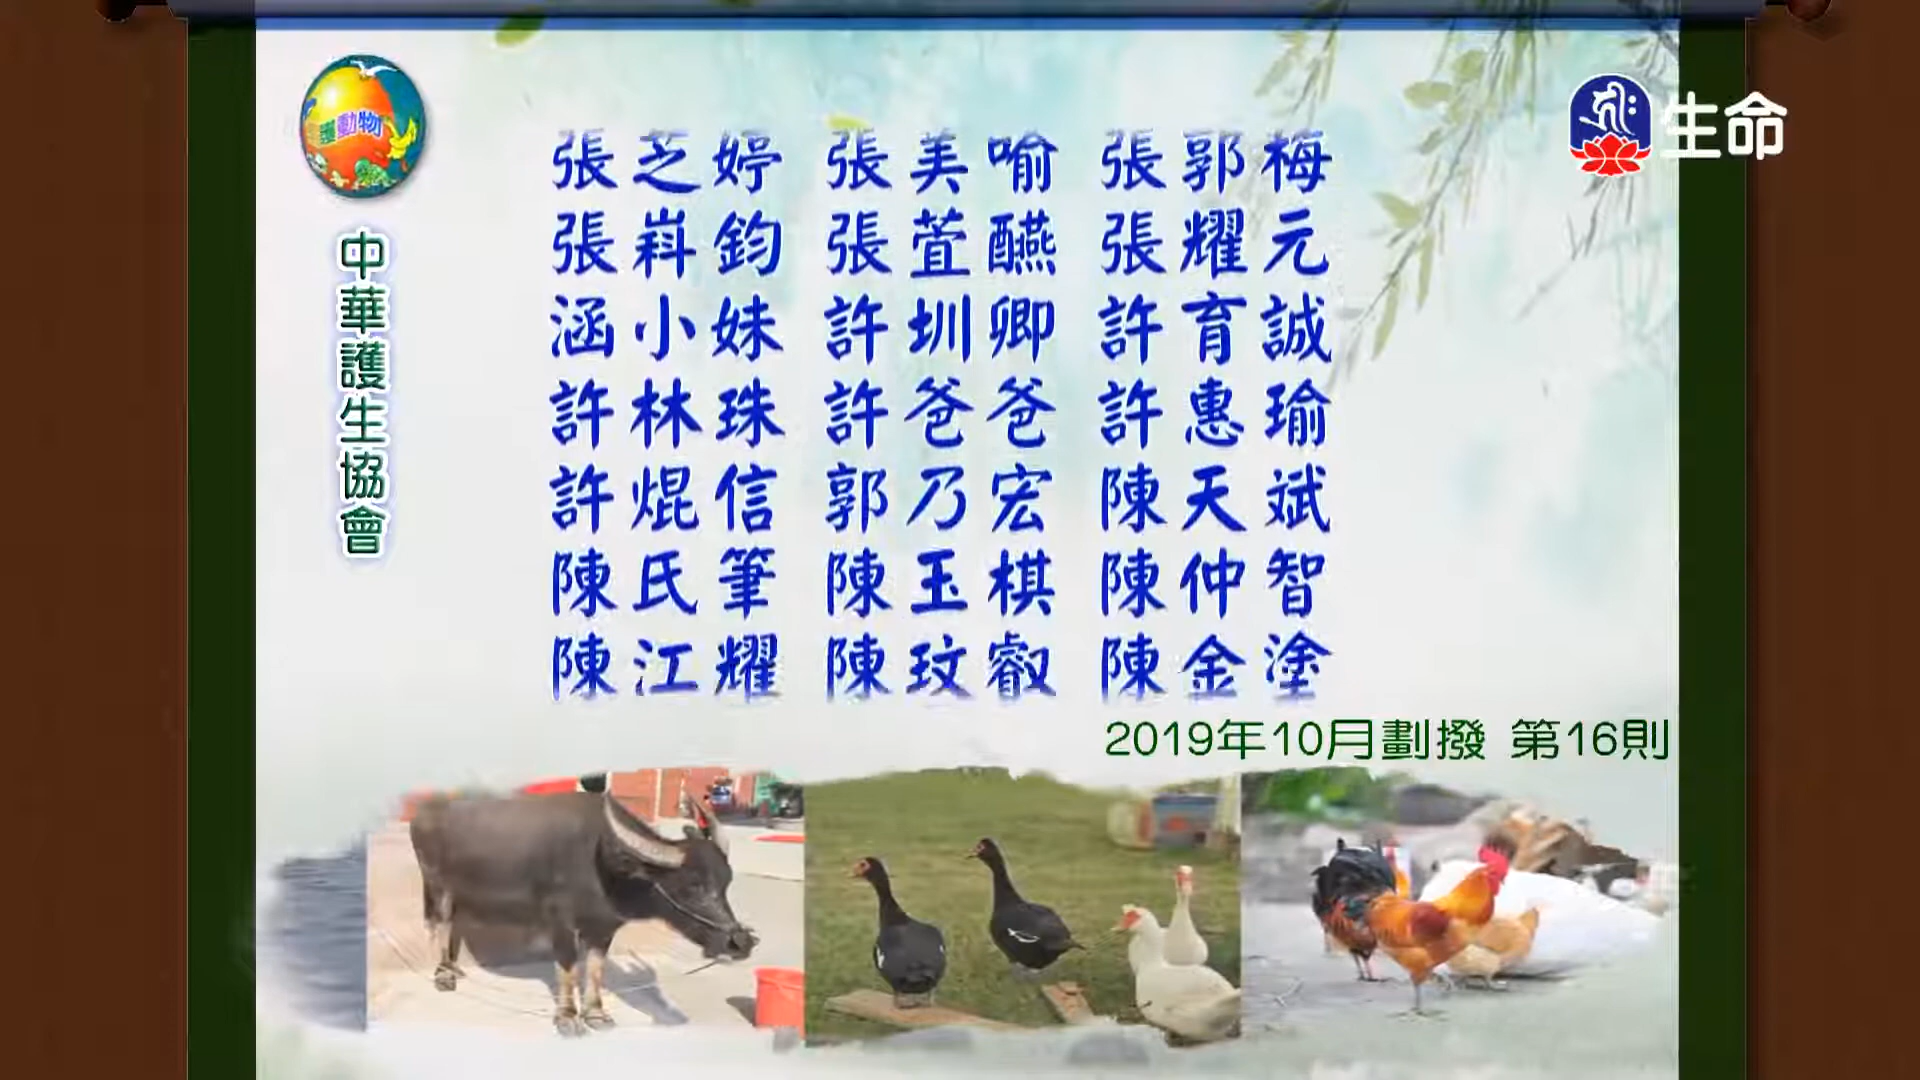 護動物
生命
中華護生協會
張芝婷 張美喻 張郭梅
張嵙鈞 張萱醼 張耀元
涵小妹 許圳卿 許育誠
許林珠 許爸爸 許惠瑜
許焜信 郭乃宏 陳天斌
陳氏筆 陳玉棋 陳仲智
陳江耀 陳玟叡 陳金塗
2019年10月劃撥 第16則